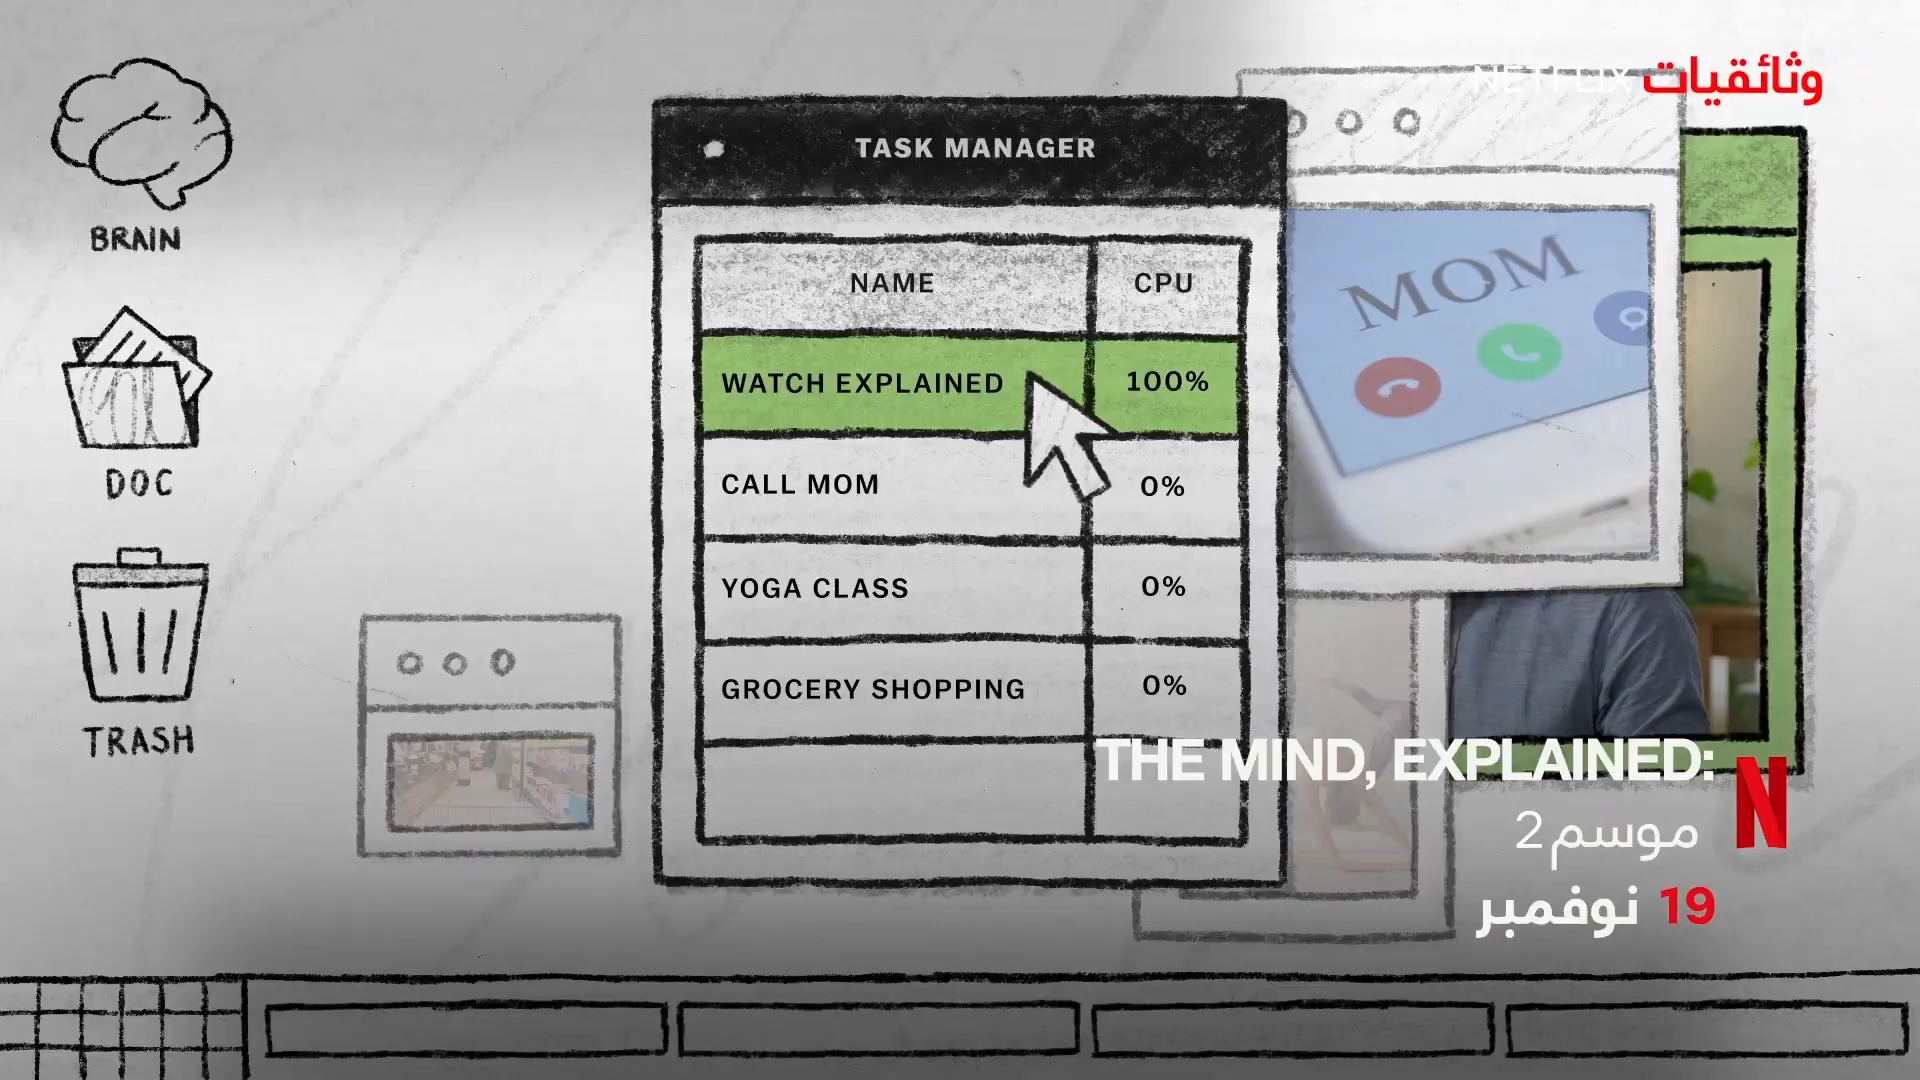 وثائقيات NETFLIX
BRAIN
DOC
TRASH
TASK MANAGER
NAME CPU
WATCH EXPLAINED 100%
CALL MOM 0%
YOGA CLASS 0%
GROCERY SHOPPING 0%
MOM
THE MIND, EXPLAINED:
موسم 2
19 نوفمبر